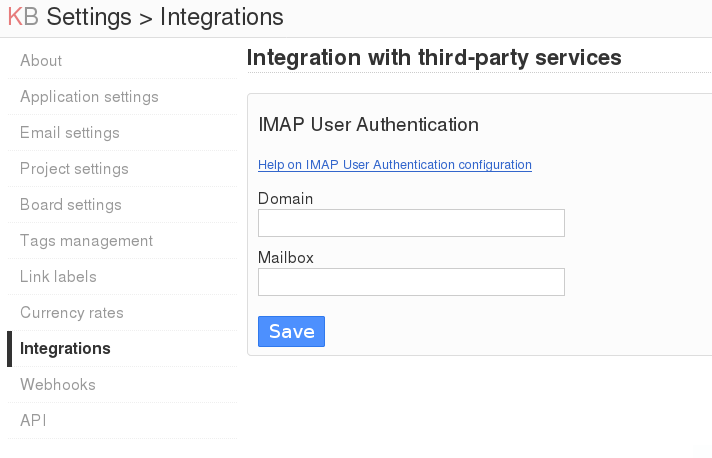 KB Settings > Integrations
About
Application settings
Email settings
Project settings
Board settings
Tags management
Link labels
Currency rates
Integrations
Webhooks
API
Integration with third-party services
IMAP User Authentication
Help on IMAP User Authentication configuration
Domain
Mailbox
Save